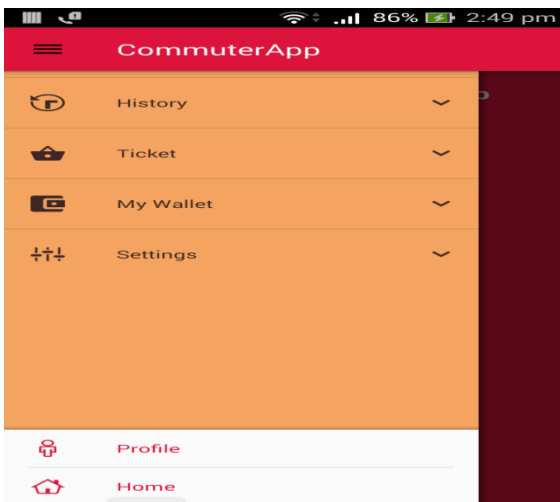 86% 2:49 pm
CommuterApp
History
Ticket
My Wallet
Settings
Profile
Home